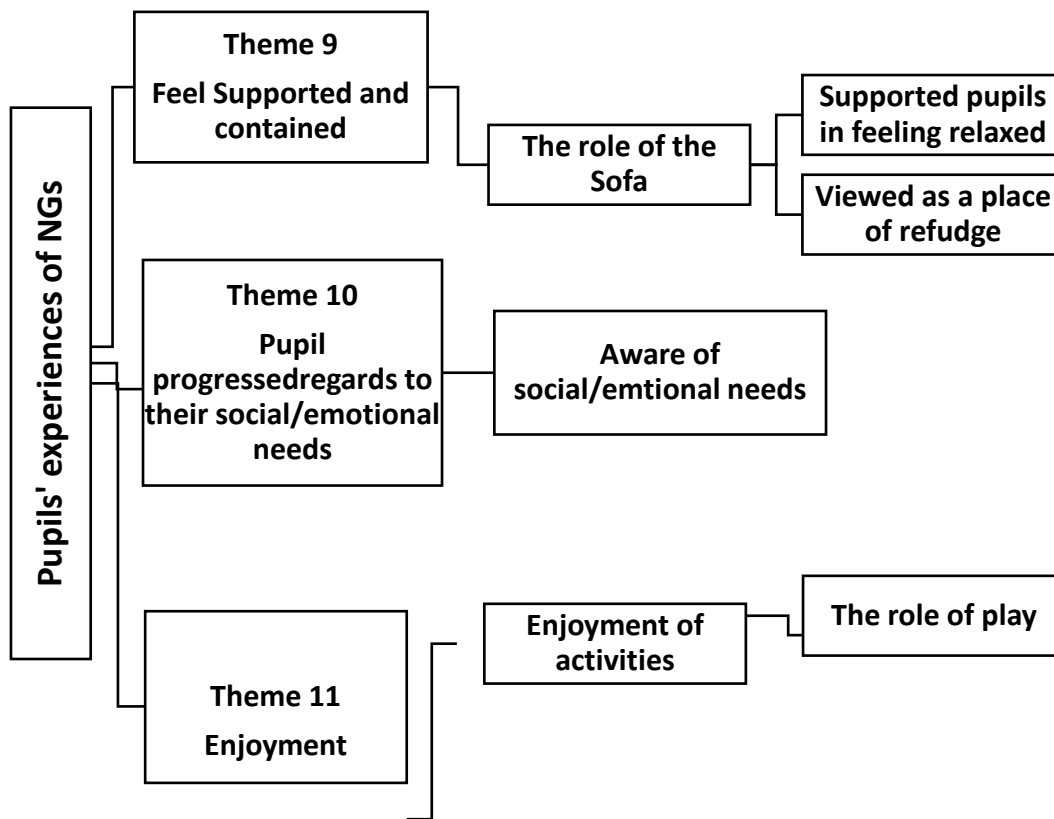 Pupils' experiences of NGs
Theme 9
Feel Supported and
contained
The role of the
Sofa
Supported pupils
in feeling relaxed
Viewed as a place
of refudge
Theme 10
Pupil
progressedregards to
their social/emotional
needs
Aware of
social/emtional needs
Theme 11
Enjoyment
Enjoyment of
activities
The role of play